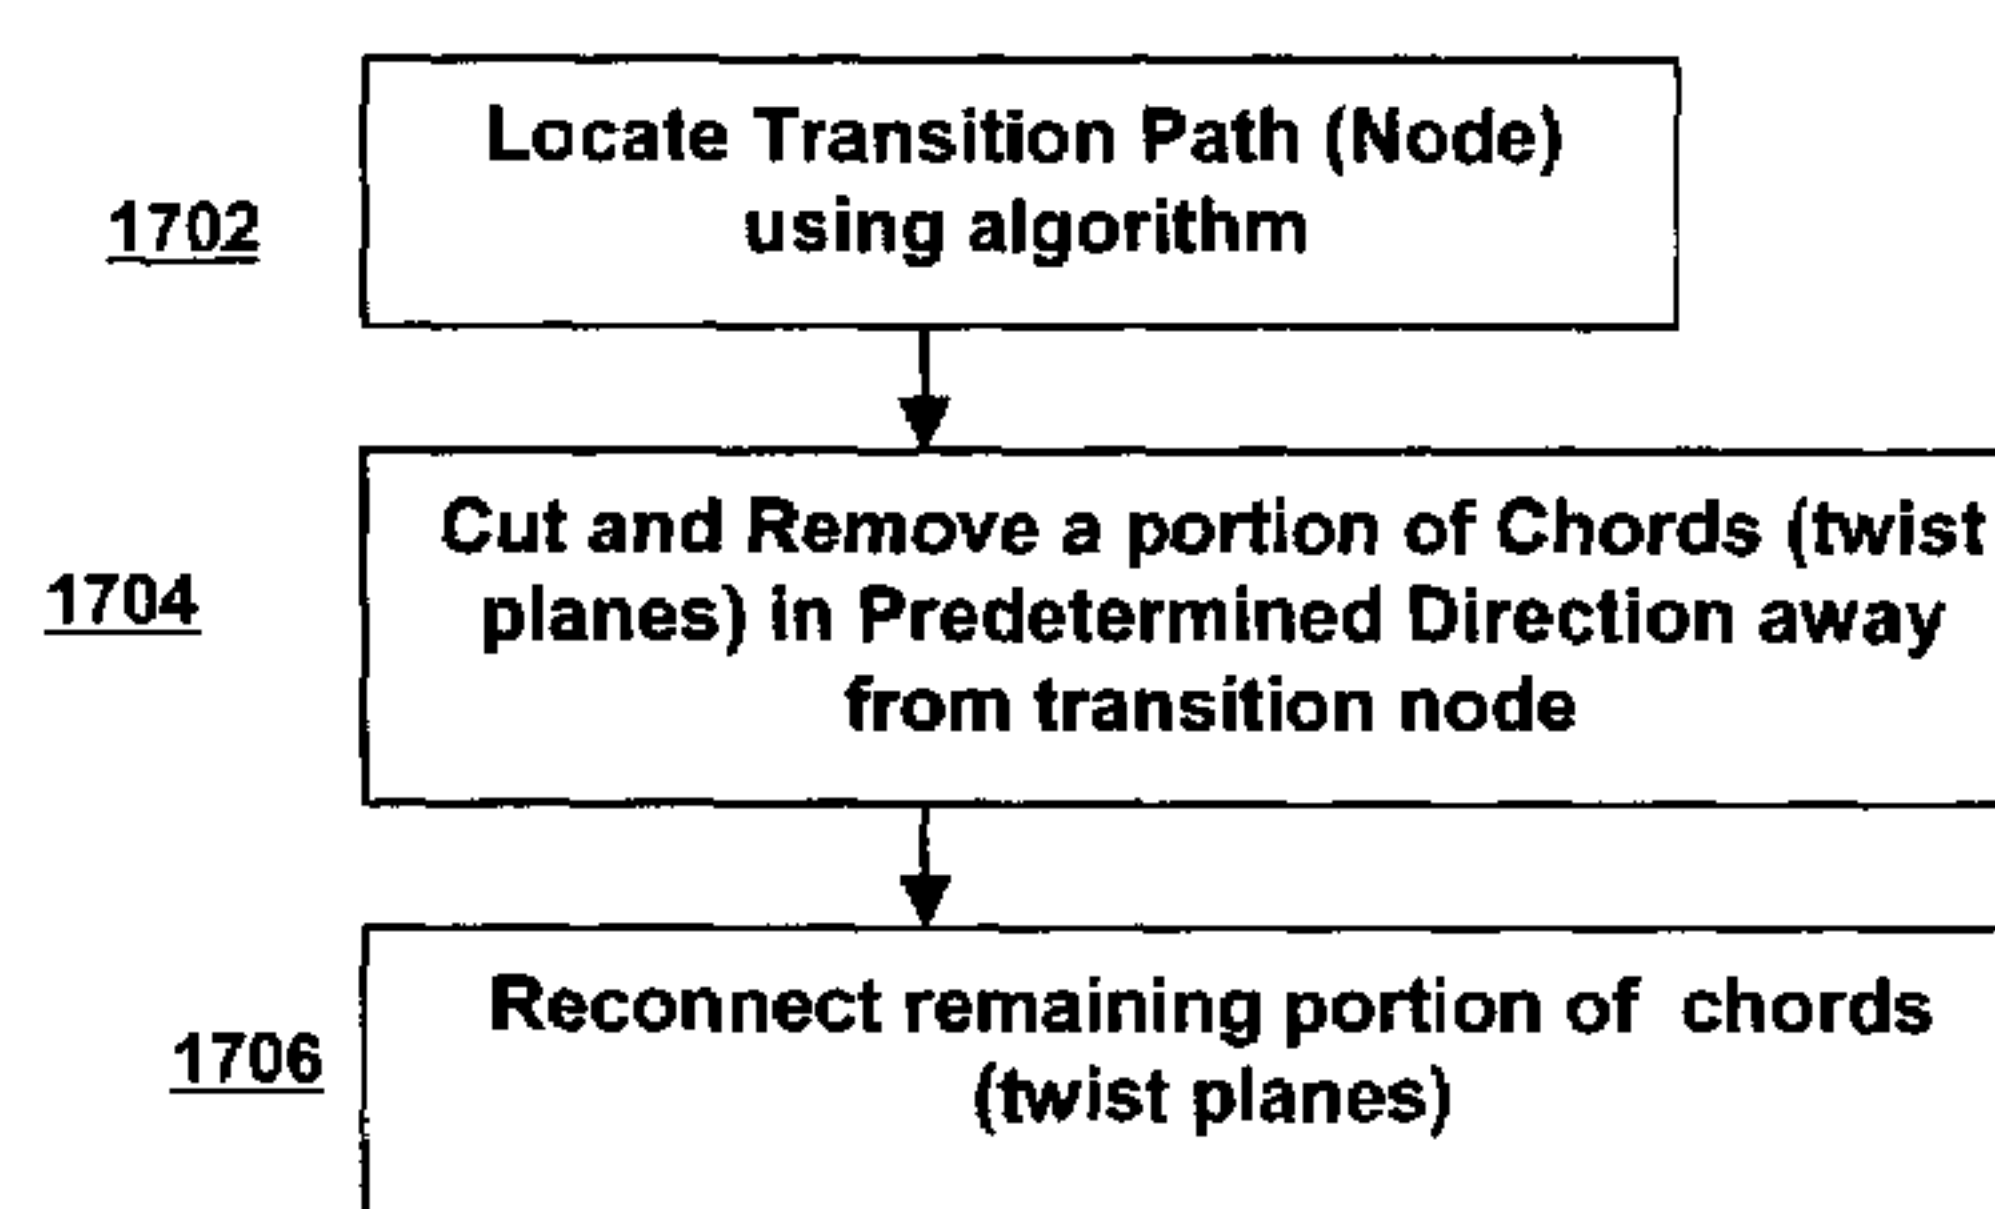 Locate Transition Path (Node)
using algorithm
1702
Cut and Remove a portion of Chords (twist
planes) in Predetermined Direction away
from transition node
1704
Reconnect remaining portion of chords
(twist planes)
1706